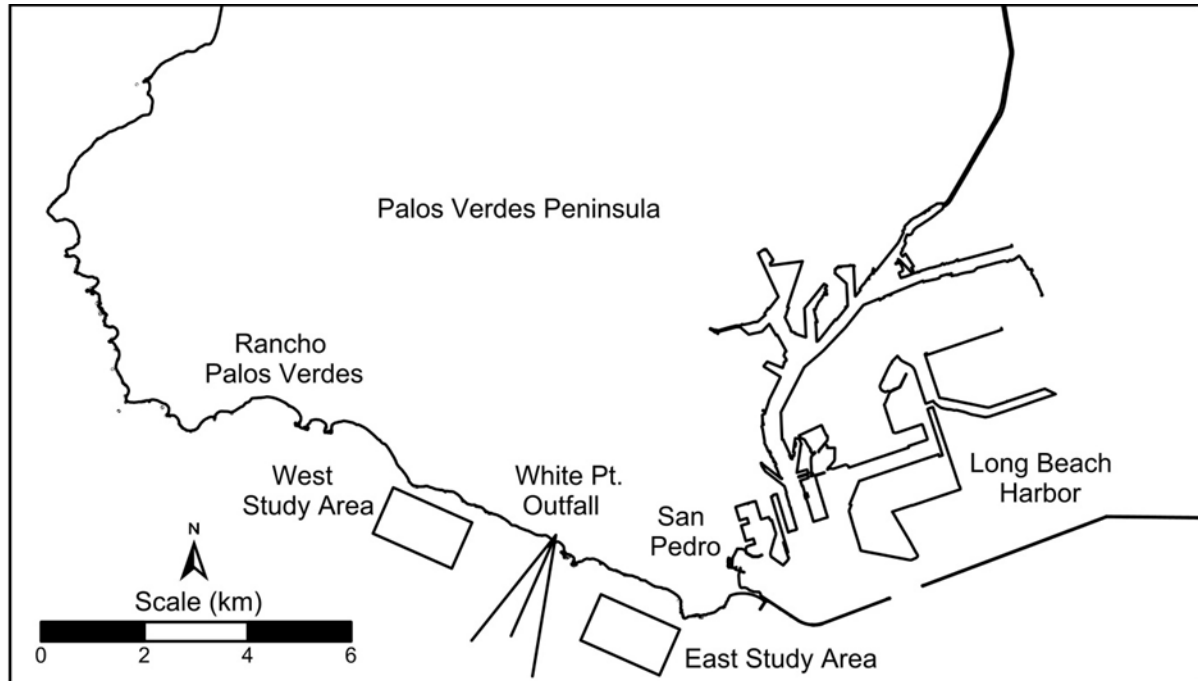 Palos Verdes Peninsula
Rancho
Palos Verdes
West
Study Area
White Pt.
Outfall
San
Pedro
Long Beach
Harbor
N
Scale (km)
0 2 4 6
East Study Area